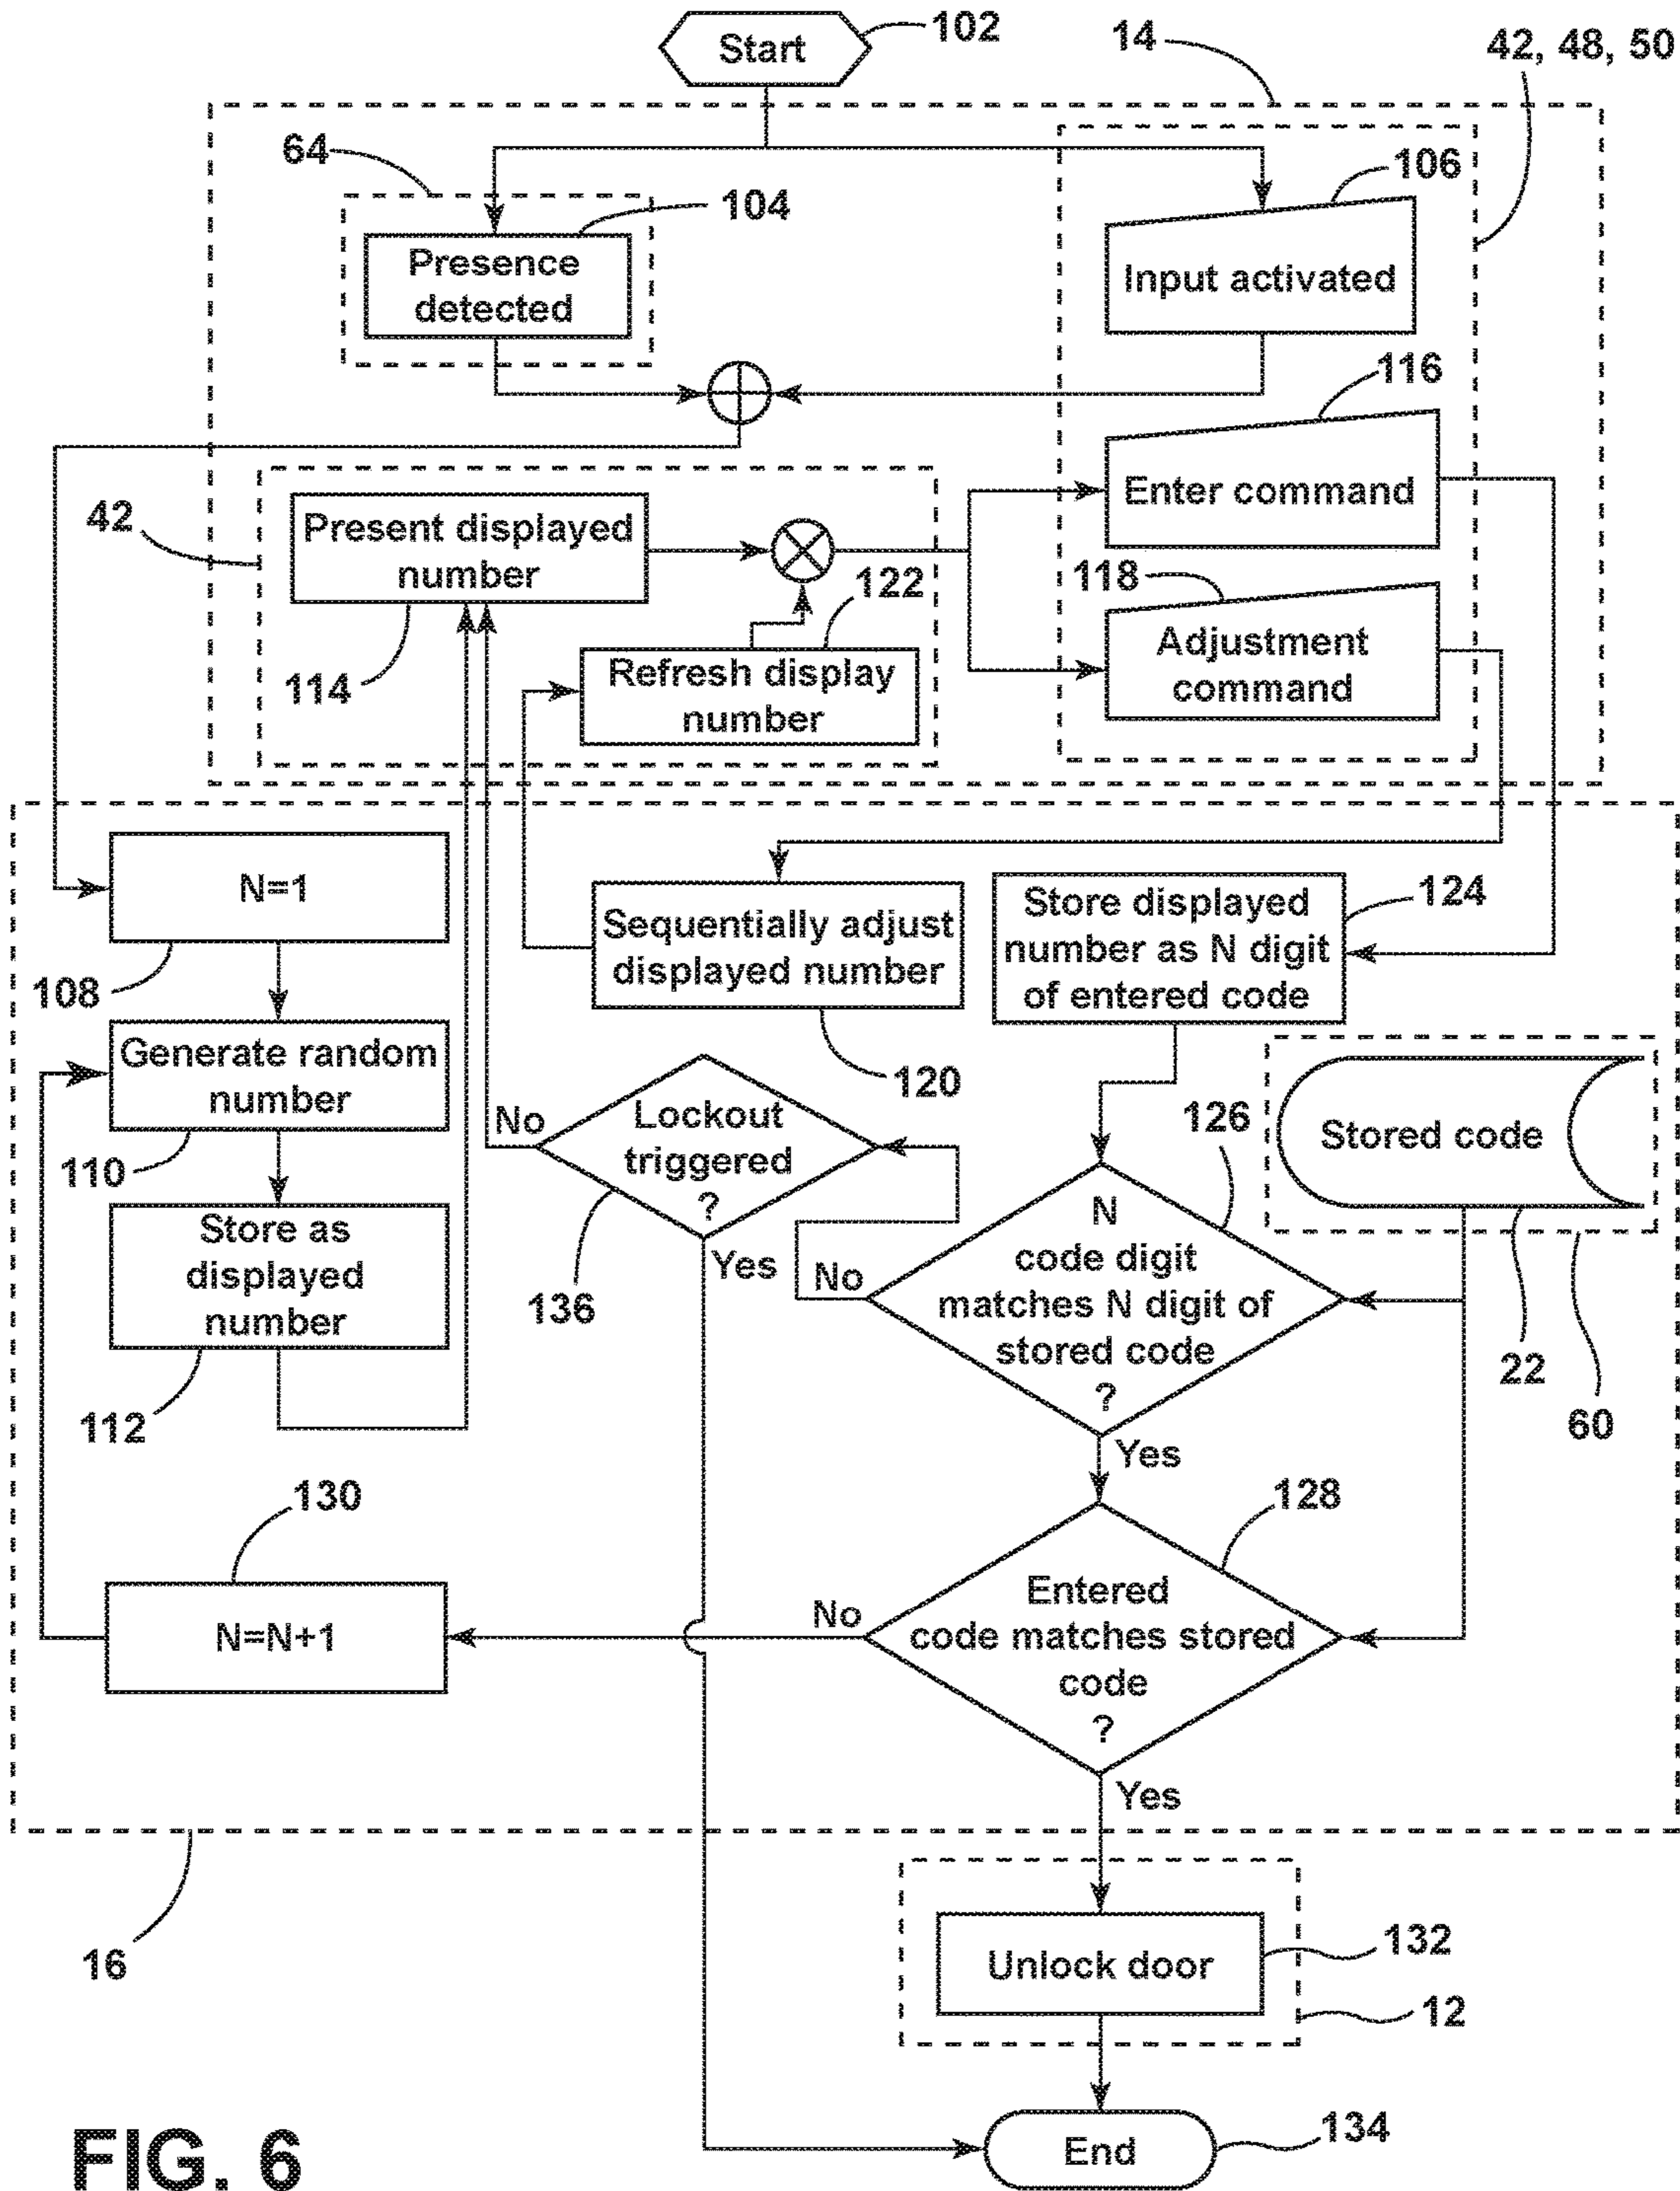 Start
102
14
42, 48, 50
64
104
106
Presence
detected
Input activated
116
42
Present displayed
number
Enter command
118
122
114
Refresh display
number
Adjustment
command
N=1
108
Sequentially adjust
displayed number
Store displayed
number as N digit
of entered code
124
Generate random
number
110
120
No
Lockout
triggered
?
126
Stored code
Store as
displayed
number
112
136
Yes
No
N
code digit
matches N digit of
stored code
?
22
60
Yes
130
128
N=N+1
No
Entered
code matches stored
code
?
Yes
16
Unlock door
132
12
End
134
FIG. 6